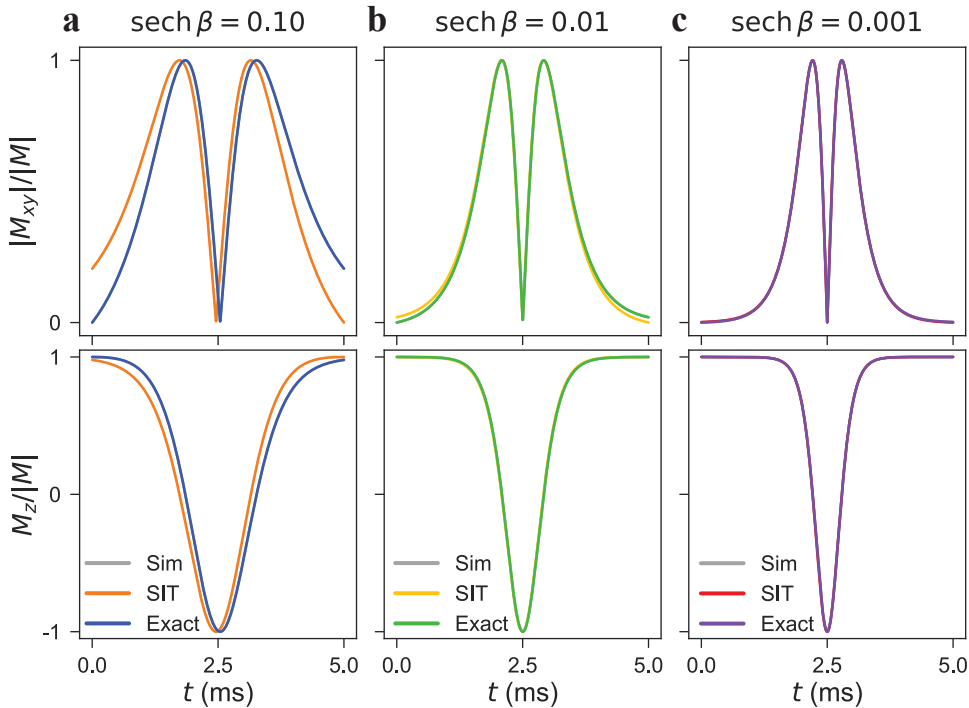 a sech β = 0.10
b sech β = 0.01
c sech β = 0.001
|M_xy|/|M|
1
0
M_z/|M|
1
0
-1
Sim
SIT
Exact
Sim
SIT
Exact
Sim
SIT
Exact
0.0 2.5 5.0
0.0 2.5 5.0
0.0 2.5 5.0
t (ms)
t (ms)
t (ms)